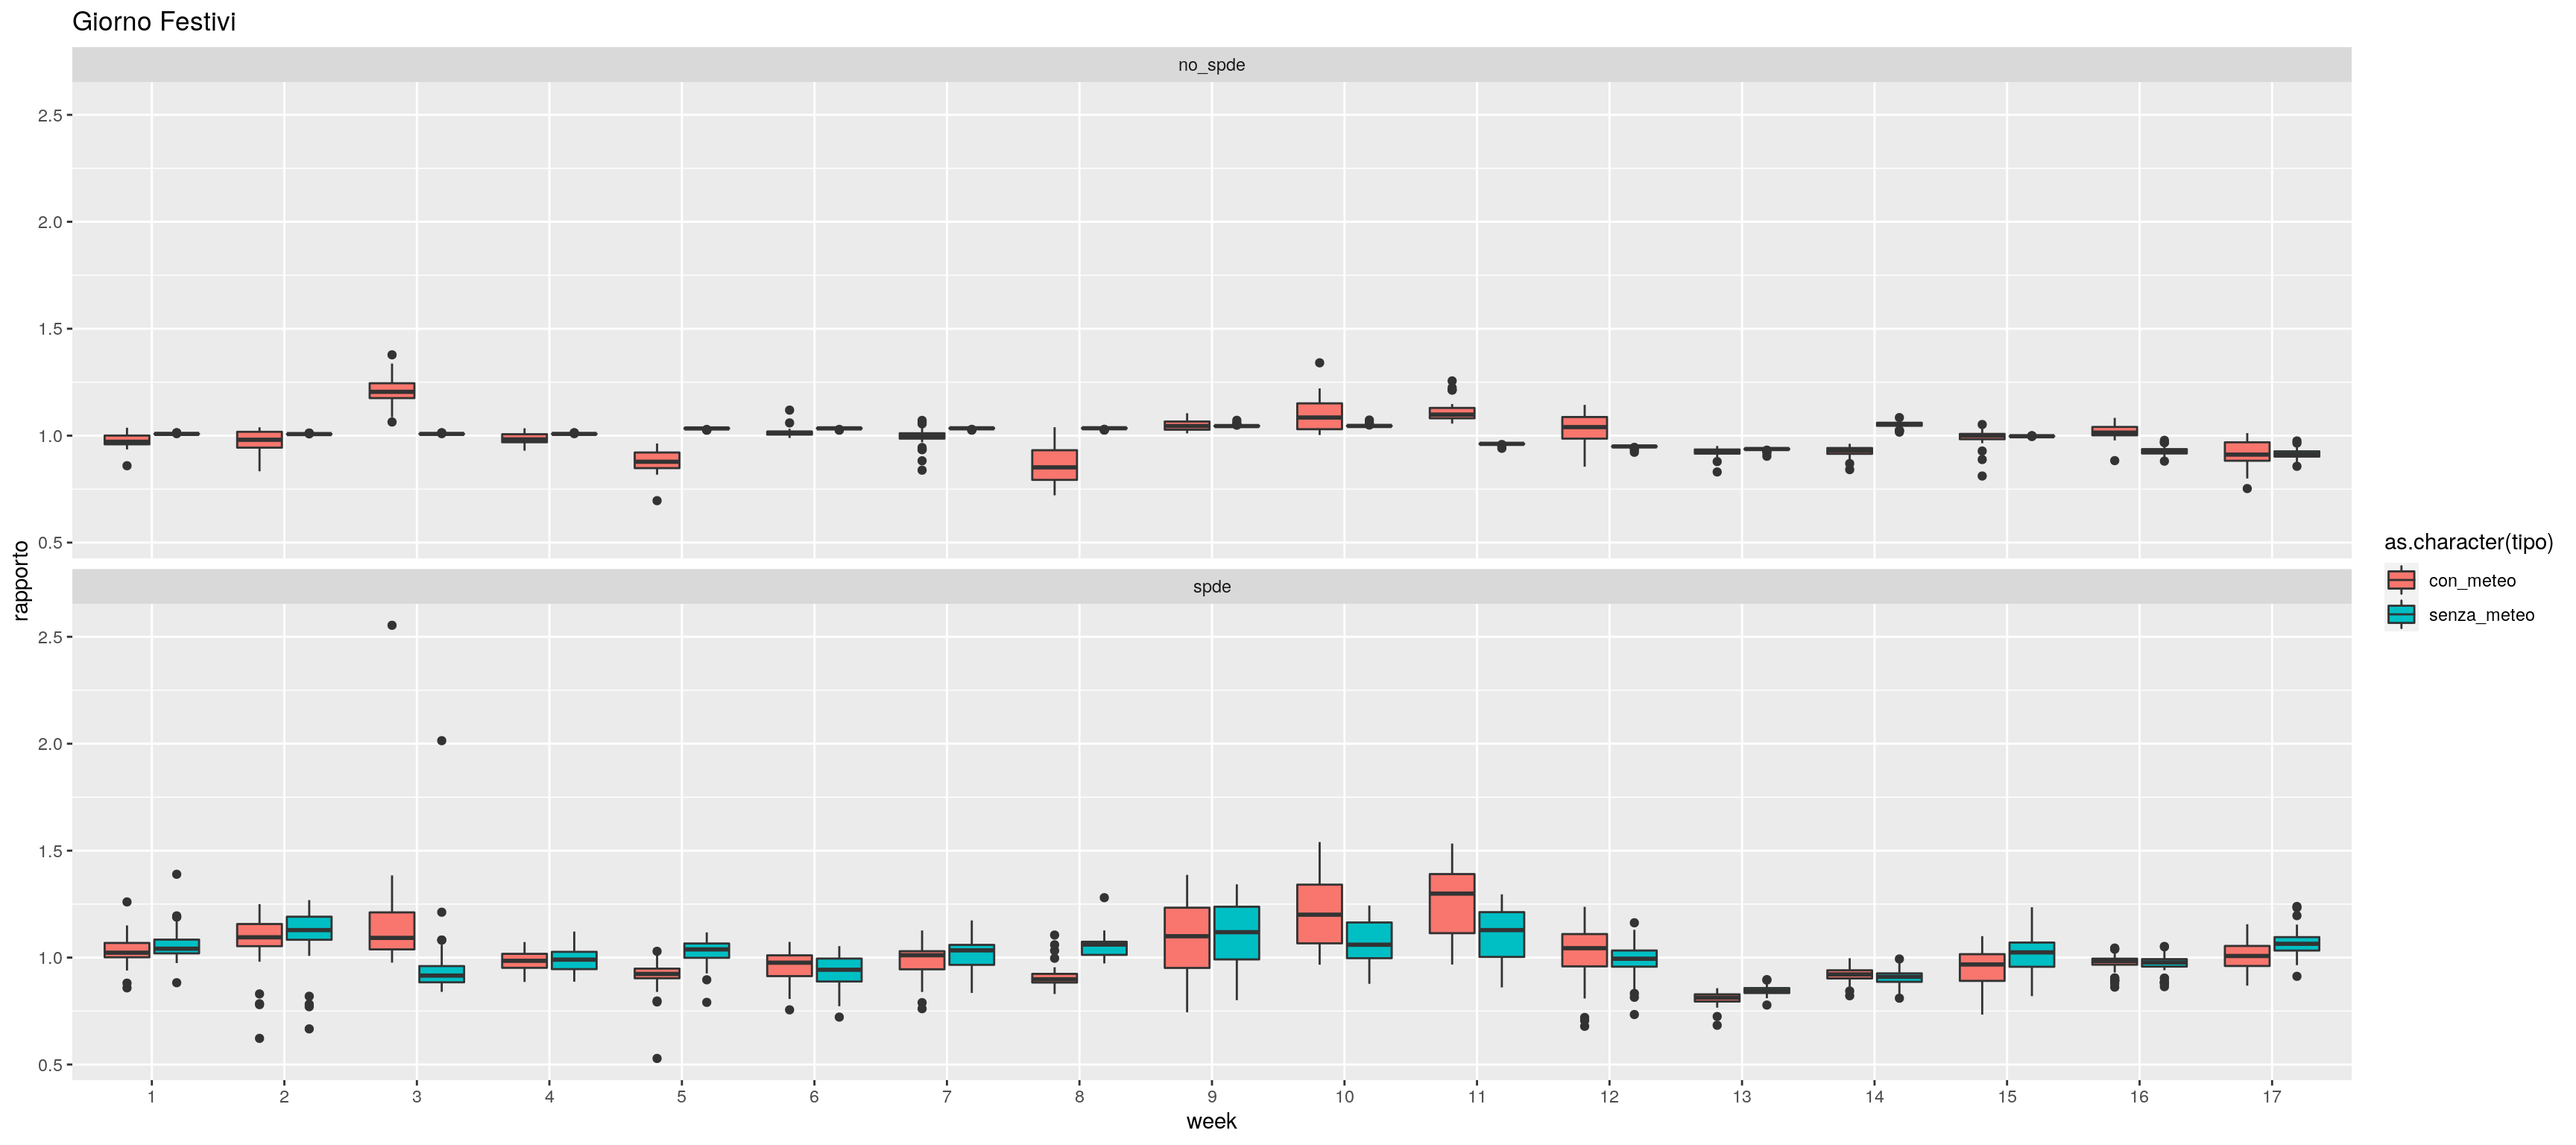 Giorno Festivi
no_spde
2.5
2.0
1.5
1.0
0.5
rapporto
spde
2.5
2.0
1.5
1.0
0.5
1 2 3 4 5 6 7 8 9 10 11 12 13 14 15 16 17
week
as.character(tipo)
con_meteo
senza_meteo